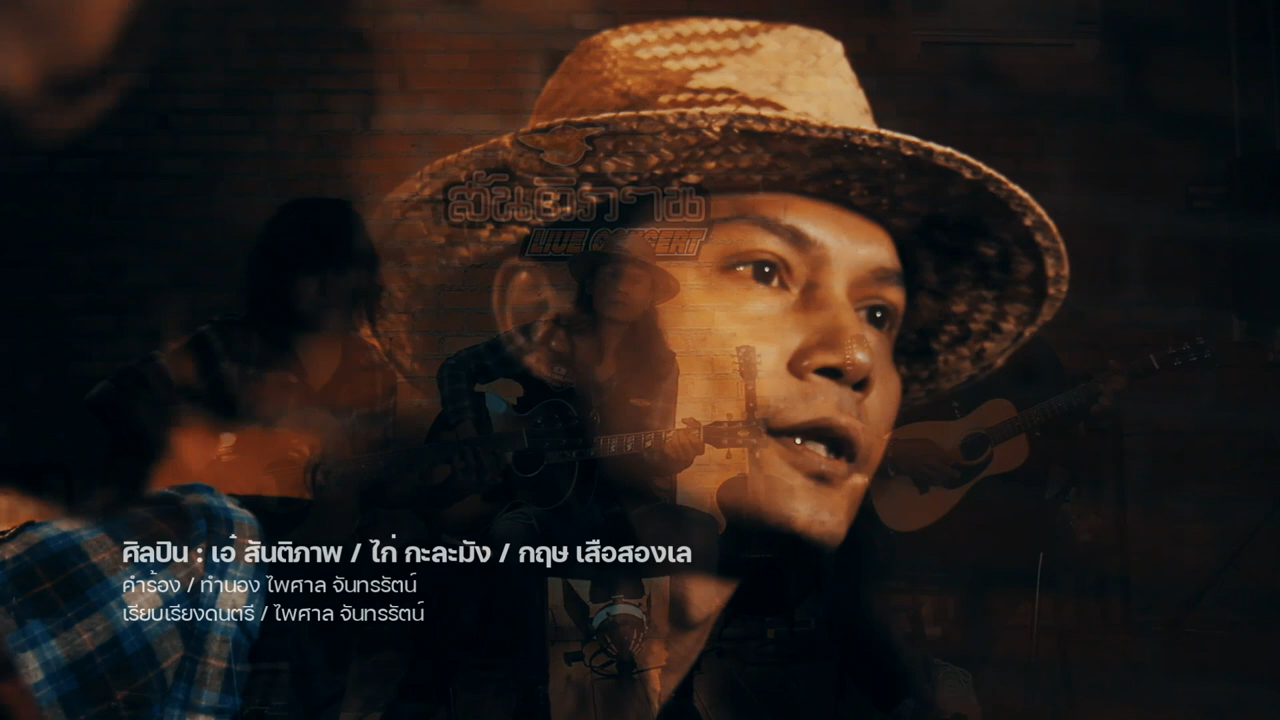 LIVE CONCERT
ศิลปิน : เอ๋ สันติภาพ / ไก่ กะละมัง / กฤษ เสือสองเล
คำร้อง / ทำนอง ไพศาล จันทรรัตน์
เรียบเรียงดนตรี / ไพศาล จันทรรัตน์